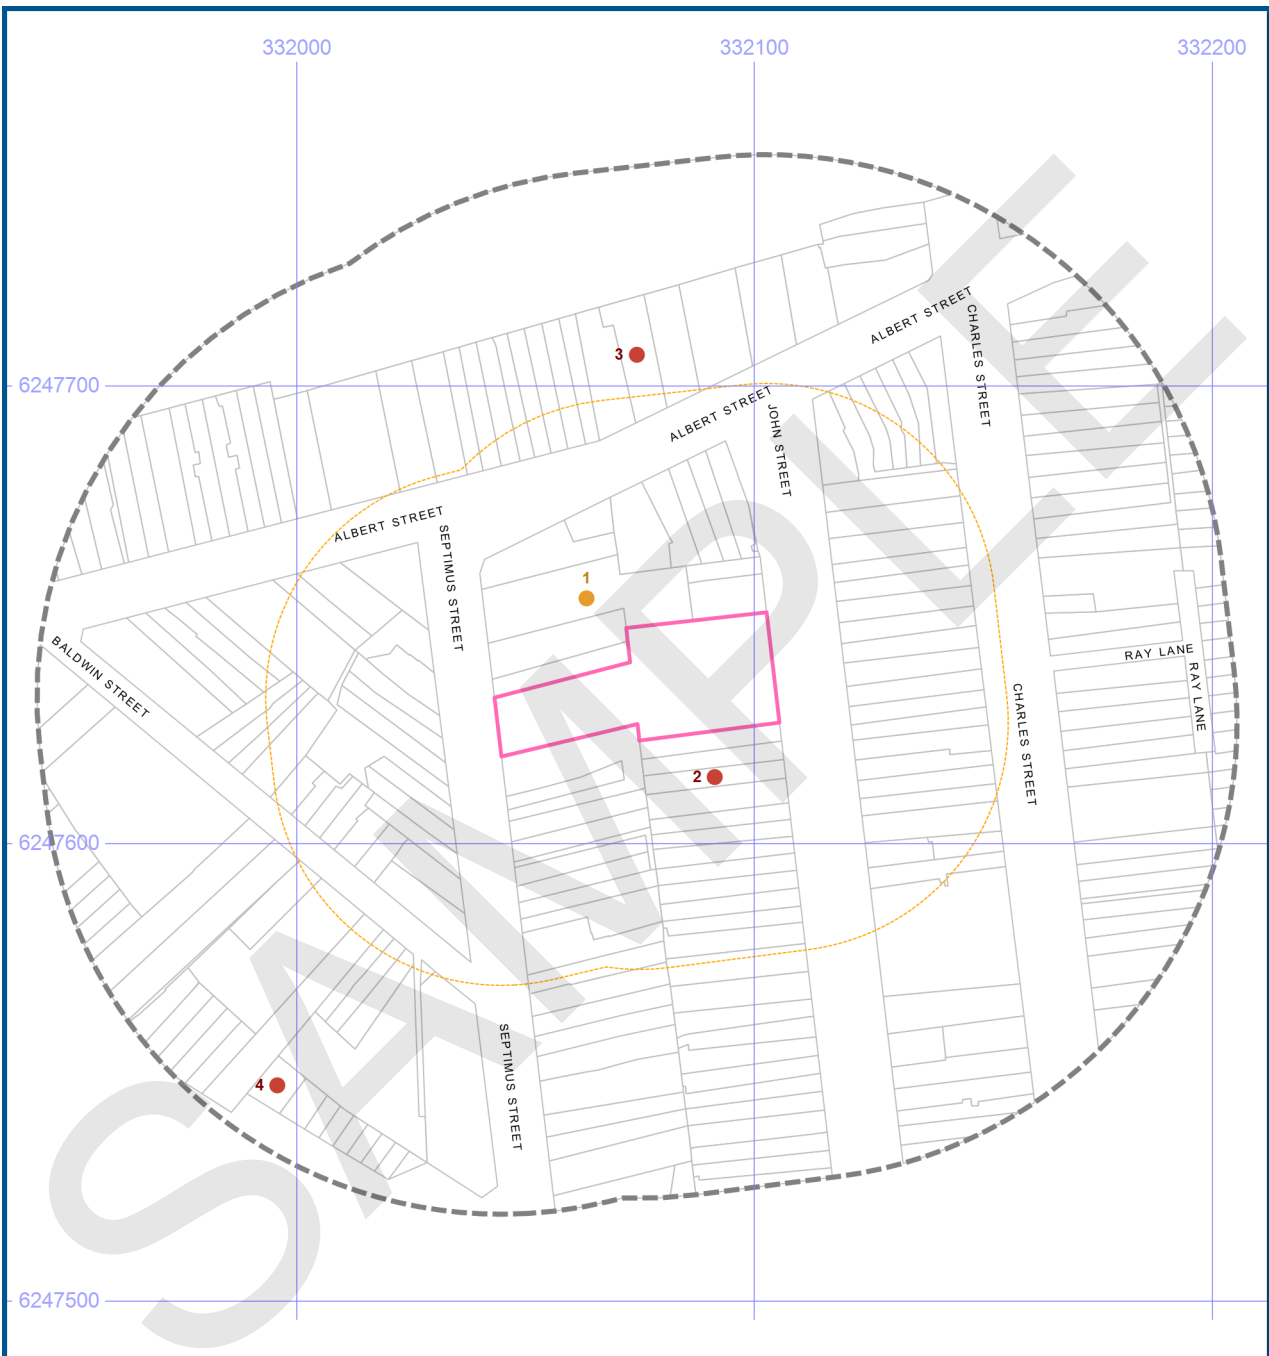 332000
332100
332200
ALBERT STREET
CHARLES STREET
3
6247700
ALBERT STREET
JOHN STREET
ALBERT STREET
SEPTIMUS STREET
1
BALDWIN STREET
RAY LANE
RAY LANE
CHARLES STREET
2
6247600
SEPTIMUS STREET
4
6247500
SAMPLE